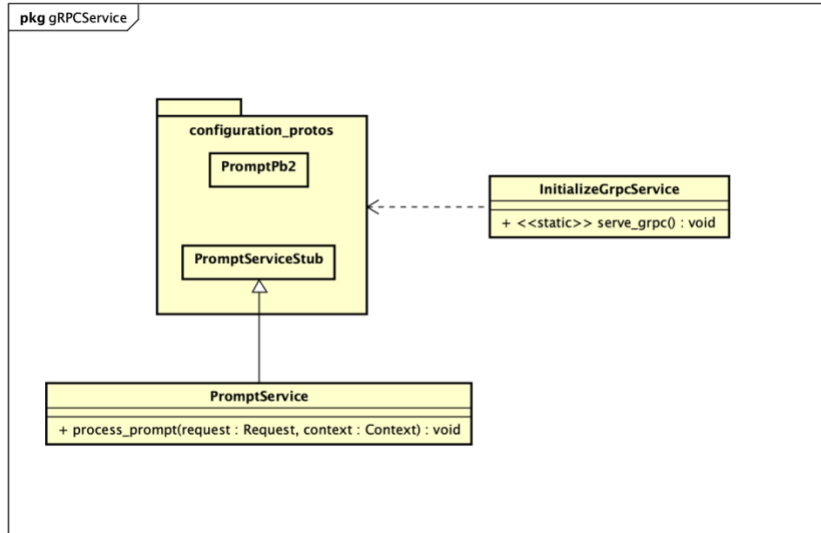 pkg gRPCService
configuration_protos
PromptPb2
InitializeGrpcService
+ <<static>> serve_grpc() : void
PromptServiceStub
PromptService
+ process_prompt(request : Request, context : Context) : void